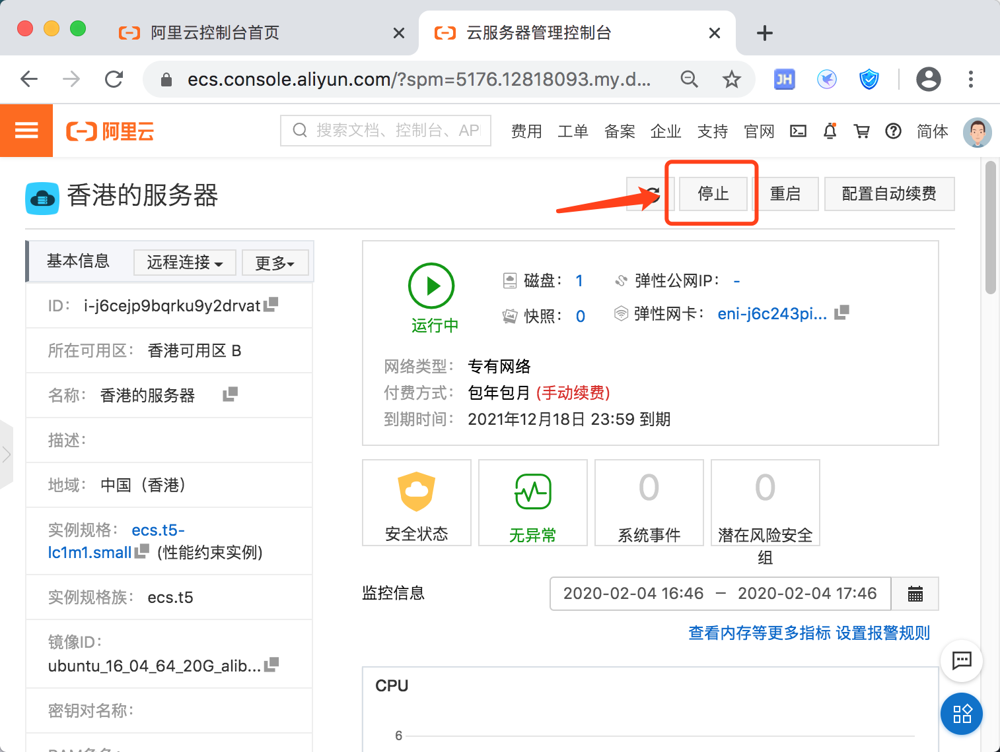 阿里云控制台首页
云服务器管理控制台
ecs.console.aliyun.com/?spm=5176.12818093.my.d...
JH
阿里云
搜索文档、控制台、AP
费用 工单 备案 企业 支持 官网 简体
香港的服务器
停止 重启 配置自动续费
基本信息 远程连接 更多
ID: i-j6cejp9bqrku9y2drvat
所在可用区: 香港可用区 B
名称: 香港的服务器
描述:
地域: 中国（香港）
实例规格: ecs.t5-
lc1m1.small (性能约束实例)
实例规格族: ecs.t5
镜像ID:
ubuntu_16_04_64_20G_alib...
密钥对名称:
运行中
磁盘: 1 弹性公网IP: -
快照: 0 弹性网卡: eni-j6c243pi...
网络类型: 专有网络
付费方式: 包年包月 (手动续费)
到期时间: 2021年12月18日 23:59 到期
安全状态
无异常
0
系统事件
0
潜在风险安全
组
监控信息
2020-02-04 16:46 – 2020-02-04 17:46
查看内存等更多指标 设置报警规则
CPU
6